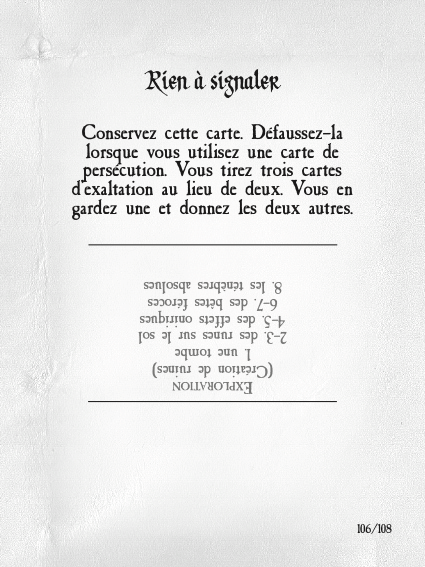 Rien à signaler
Conservez cette carte. Défaussez-la
lorsque vous utilisez une carte de
persécution. Vous tirez trois cartes
d'exaltation au lieu de deux. Vous en
gardez une et donnez les deux autres.
EXPLORATION
(Création de ruines)
1. une tombe
2-3. des runes sur le sol
4-5. des effets oniriques
6-7. des bêtes féroces
8. les ténèbres absolues
106/108